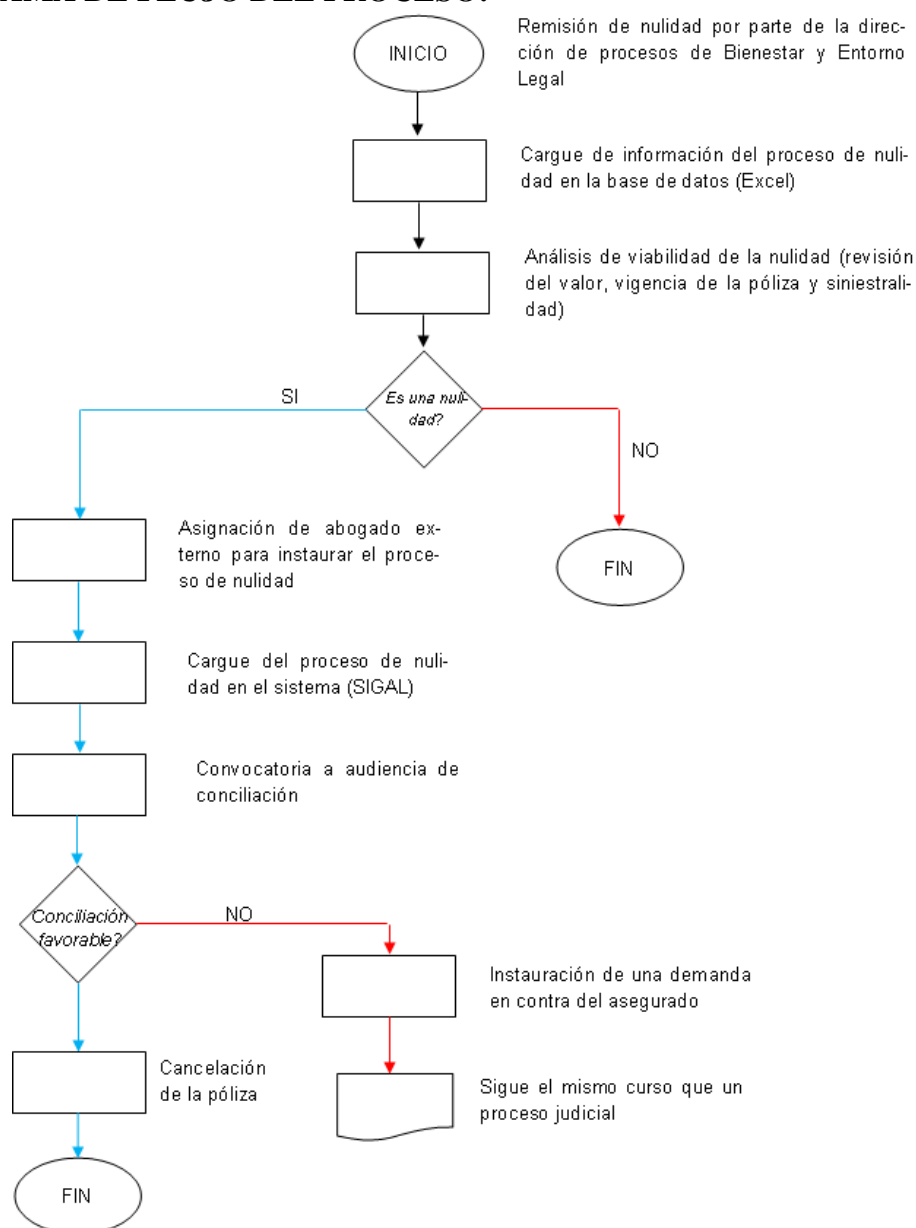 INICIO
Remisión de nulidad por parte de la direc-
ción de procesos de Bienestar y Entorno
Legal
Cargue de información del proceso de nuli-
dad en la base de datos (Excel)
Análisis de viabilidad de la nulidad (revisión
del valor, vigencia de la póliza y siniestrali-
dad)
Es una nuli-
dad?
SI
NO
FIN
Asignación de abogado ex-
terno para instaurar el proce-
so de nulidad
Cargue del proceso de nuli-
dad en el sistema (SIGAL)
Convocatoria a audiencia de
conciliación
Conciliación
favorable?
NO
Instauración de una demanda
en contra del asegurado
Cancelación
de la póliza
Sigue el mismo curso que un
proceso judicial
FIN